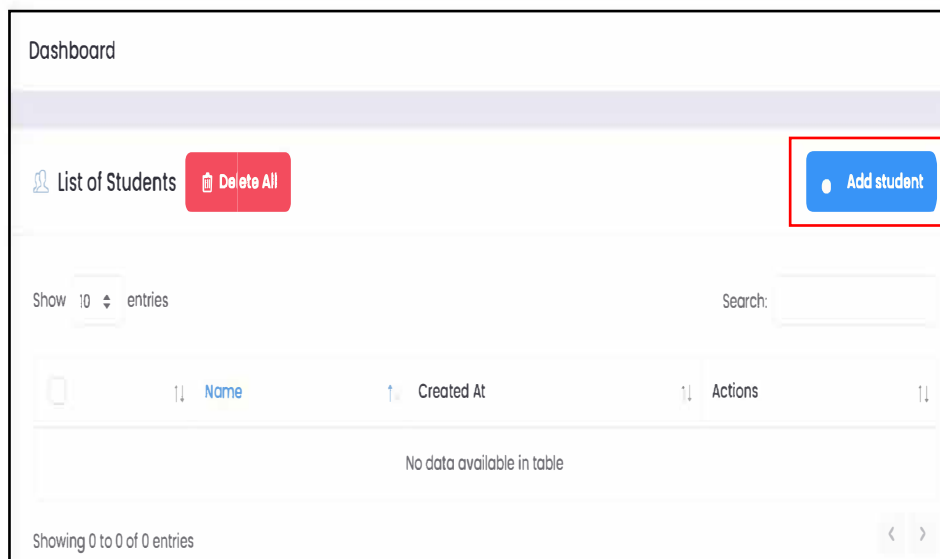 Dashboard
List of Students Delete All Add student
Show 10 entries Search:
Name Created At Actions
No data available in table
Showing 0 to 0 of 0 entries